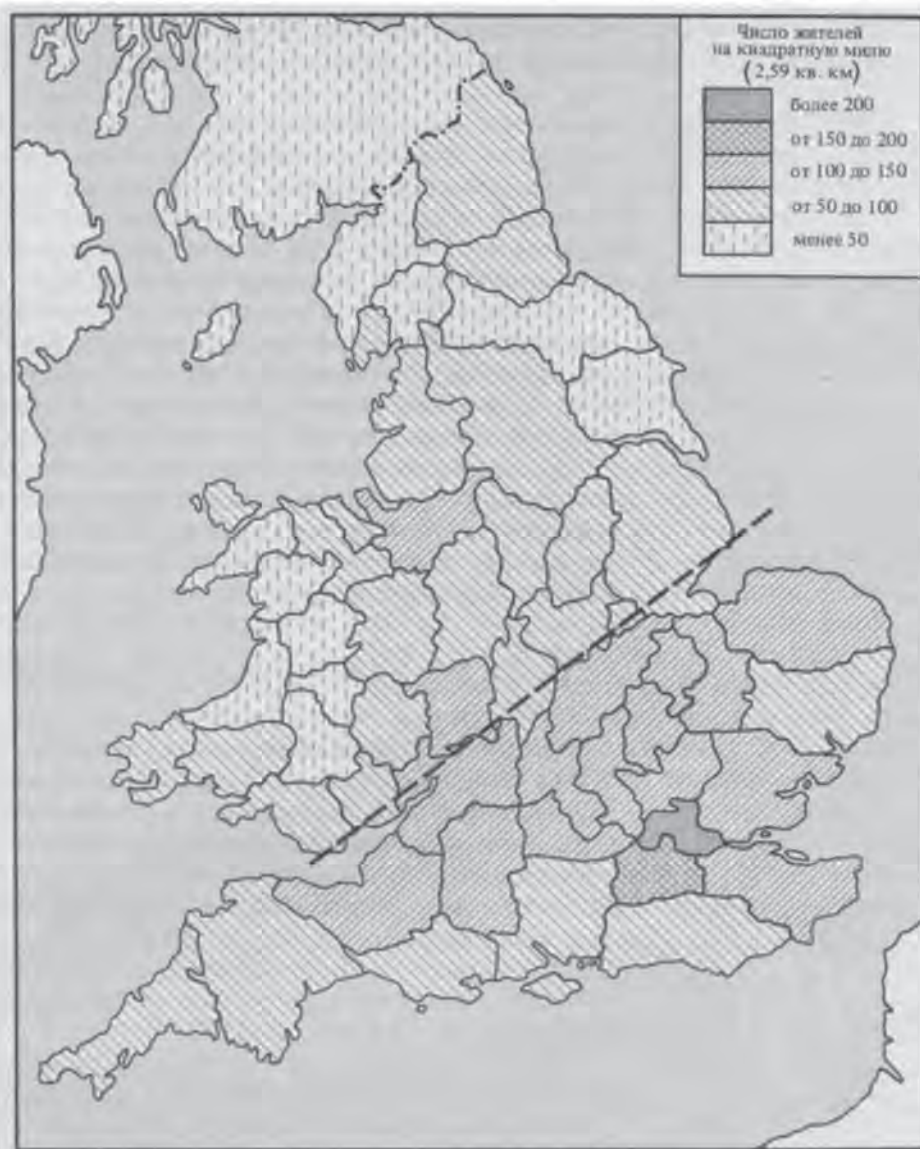 Число жителей
на квадратную милю
(2,59 кв. км)
более 200
от 150 до 200
от 100 до 150
от 50 до 100
менее 50